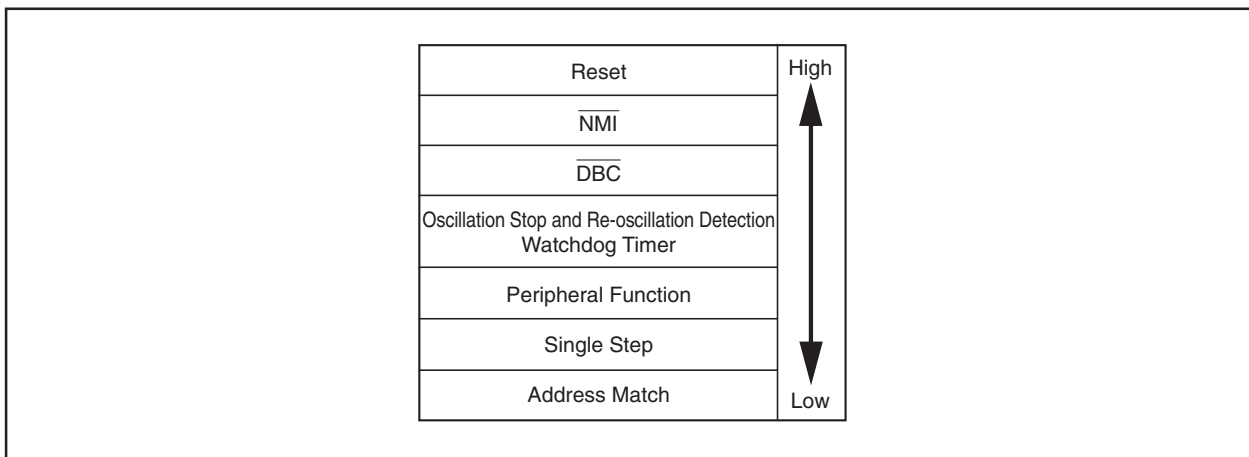 Reset
High
NMI
DBC
Oscillation Stop and Re-oscillation Detection
Watchdog Timer
Peripheral Function
Single Step
Address Match
Low